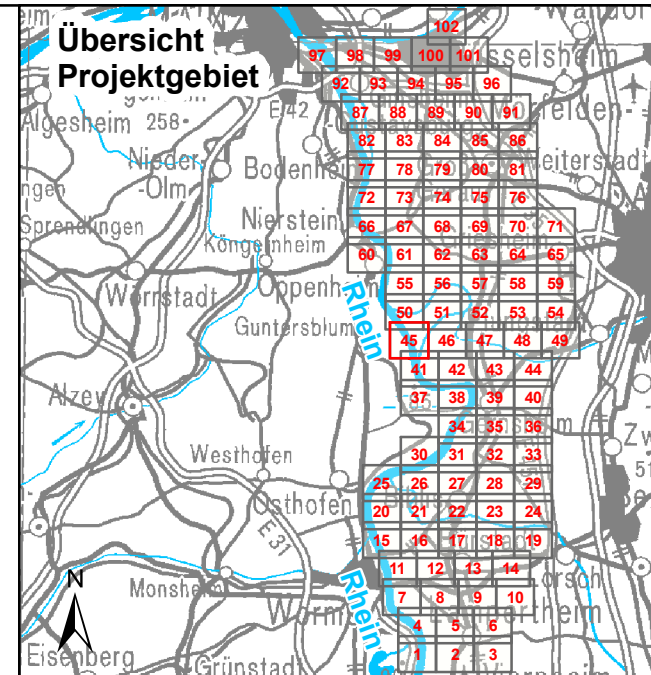 Übersicht
Projektgebiet
102
97 98 99 100 101
sselsheim
92 93 94 95 96
E 42
87 88 89 90 91
Algesheim 258
82 83 84 85 86
Nieder
-Olm
Bodenheim
77 78 79 80 81
72 73 74 75 76
Nierstein
66 67 68 69 70 71
Sprendlingen
Köngernheim
60 61 62 63 64 65
Wörrstadt
Oppenh
55 56 57 58 59
Rhein
50 51 52 53 54
Guntersblum
45 46 47 48 49
41 42 43 44
Alzey
37 38 39 40
34 35 36
Westhofen
30 31 32 33
25 26 27 28 29
Osthofen
20 21 22 23 24
E 31
15 16 17 18 19
11 12 13 14
Lorsch
N
Monsheim
Rhein
7 8 9 10
Worms
4 5 6
Eisenberg
Grünstadt
1 2 3